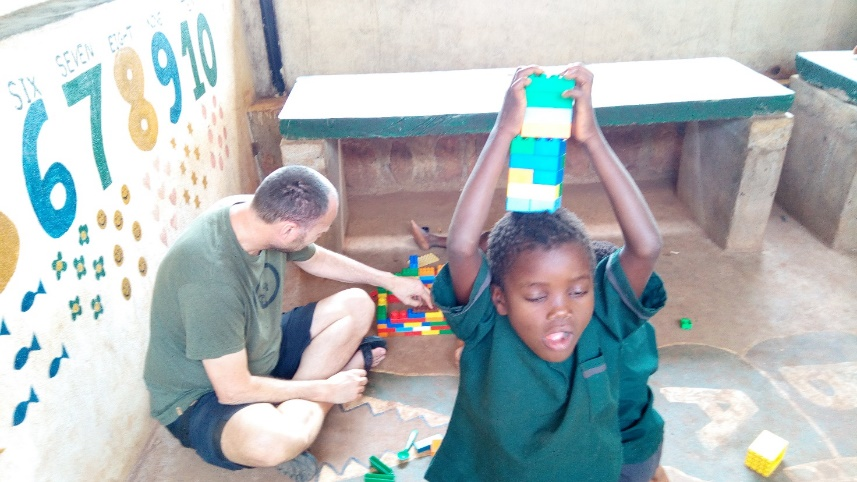 SIX SEVEN EIGHT NINE
6 7 8 9 10